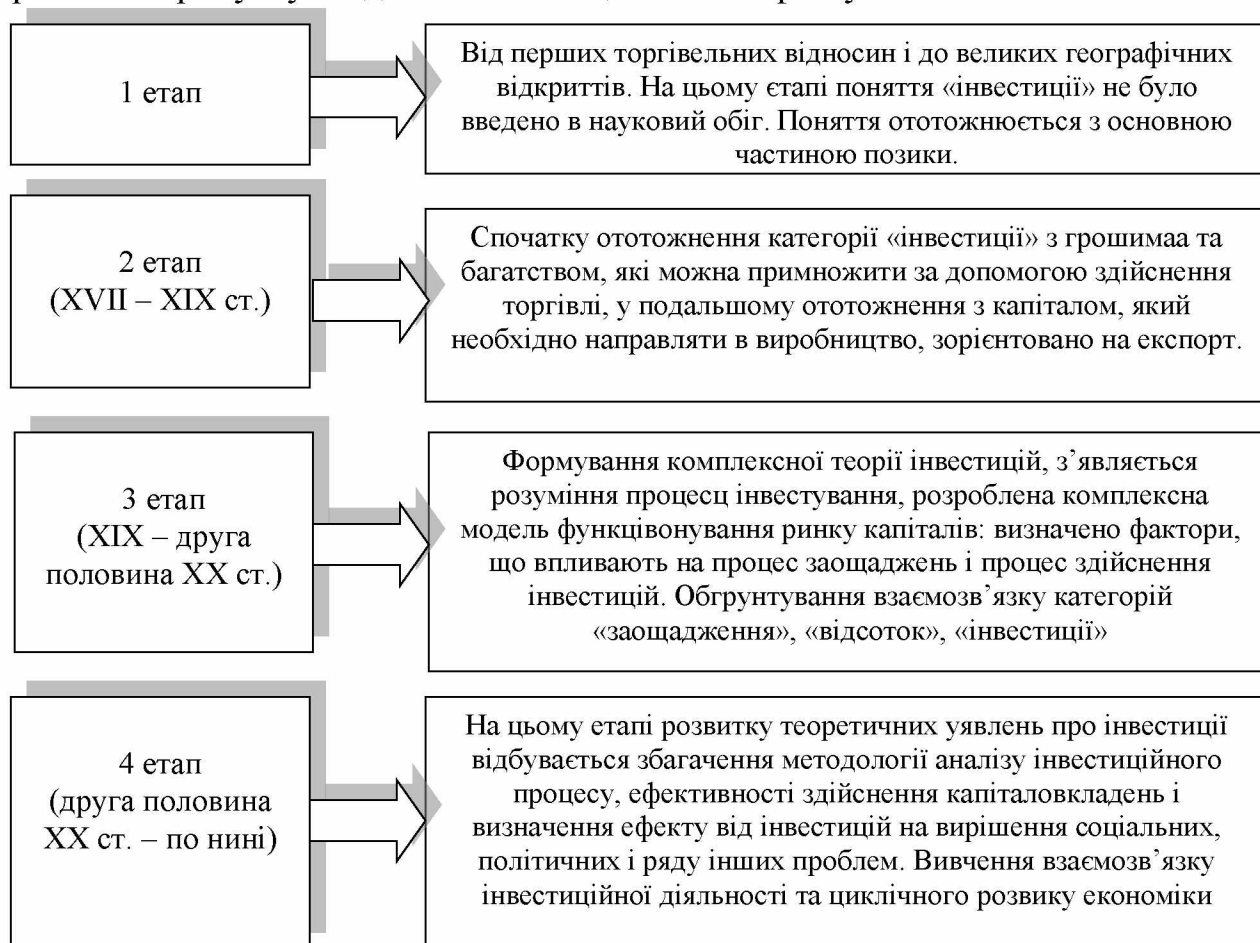 1 етап
Від перших торгівельних відносин і до великих географічних
відкриттів. На цьому єтапі поняття «інвестиції» не було
введено в науковий обіг. Поняття ототожнюється з основною
частиною позики.
2 етап
(XVII – XIX ст.)
Спочатку ототожнення категорії «інвестиції» з грошимаа та
багатством, які можна примножити за допомогою здійснення
торгівлі, у подальшому ототожнення з капіталом, який
необхідно направляти в виробництво, зорієнтовано на експорт.
3 етап
(XIX – друга
половина XX ст.)
Формування комплексної теорії інвестицій, з’являється
розуміння процесц інвестування, розроблена комплексна
модель функцівонування ринку капіталів: визначено фактори,
що впливають на процес заощаджень і процес здійснення
інвестицій. Обгрунтування взаємозв’язку категорій
«заощадження», «відсоток», «інвестиції»
4 етап
(друга половина
XX ст. – по нині)
На цьому етапі розвитку теоретичних уявлень про інвестиції
відбувається збагачення методології аналізу інвестиційного
процесу, ефективності здійснення капіталовкладень і
визначення ефекту від інвестицій на вирішення соціальних,
політичних і ряду інших проблем. Вивчення взаємозв’язку
інвестиційної діяльності та циклічного розвику економіки